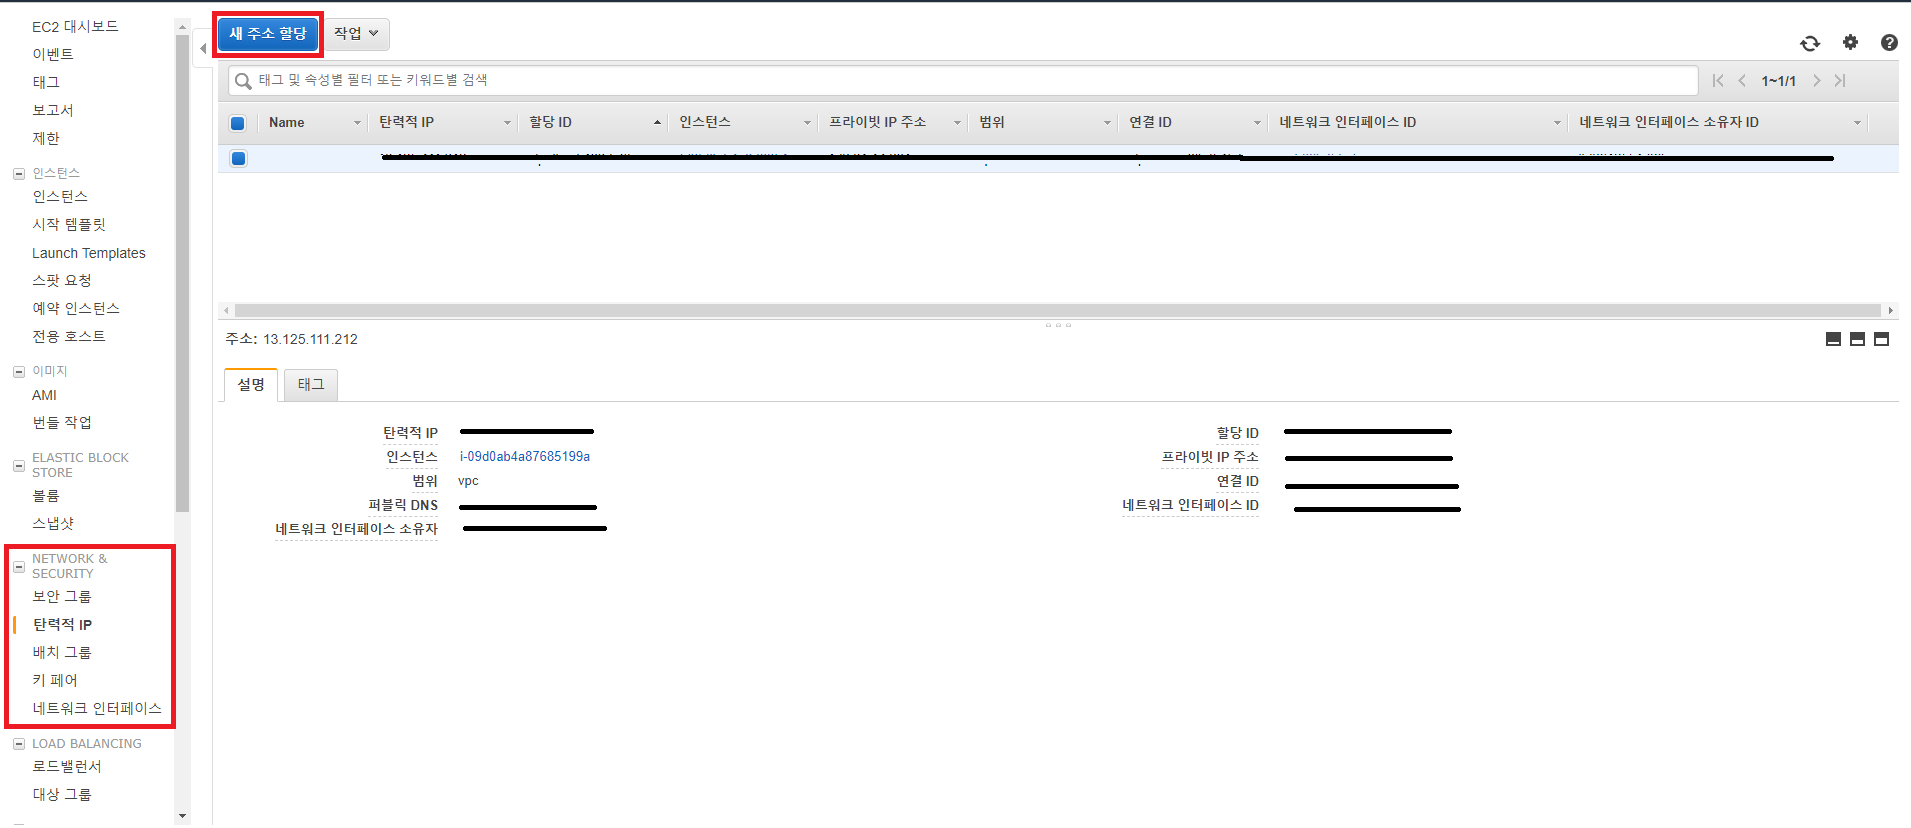 EC2 대시보드
이벤트
태그
보고서
제한
인스턴스
인스턴스
시작 템플릿
Launch Templates
스팟 요청
예약 인스턴스
전용 호스트
이미지
AMI
번들 작업
ELASTIC BLOCK
STORE
볼륨
스냅샷
NETWORK &
SECURITY
보안 그룹
탄력적 IP
배치 그룹
키 페어
네트워크 인터페이스
LOAD BALANCING
로드밸런서
대상 그룹
새 주소 할당 작업
태그 및 속성별 필터 또는 키워드별 검색 1~1/1
Name 탄력적 IP 할당 ID 인스턴스 프라이빗 IP 주소 범위 연결 ID 네트워크 인터페이스 ID 네트워크 인터페이스 소유자 ID
주소: 13.125.111.212
설명 태그
탄력적 IP
인스턴스 i-09d0ab4a87685199a
범위 vpc
퍼블릭 DNS
네트워크 인터페이스 소유자
할당 ID
프라이빗 IP 주소
연결 ID
네트워크 인터페이스 ID